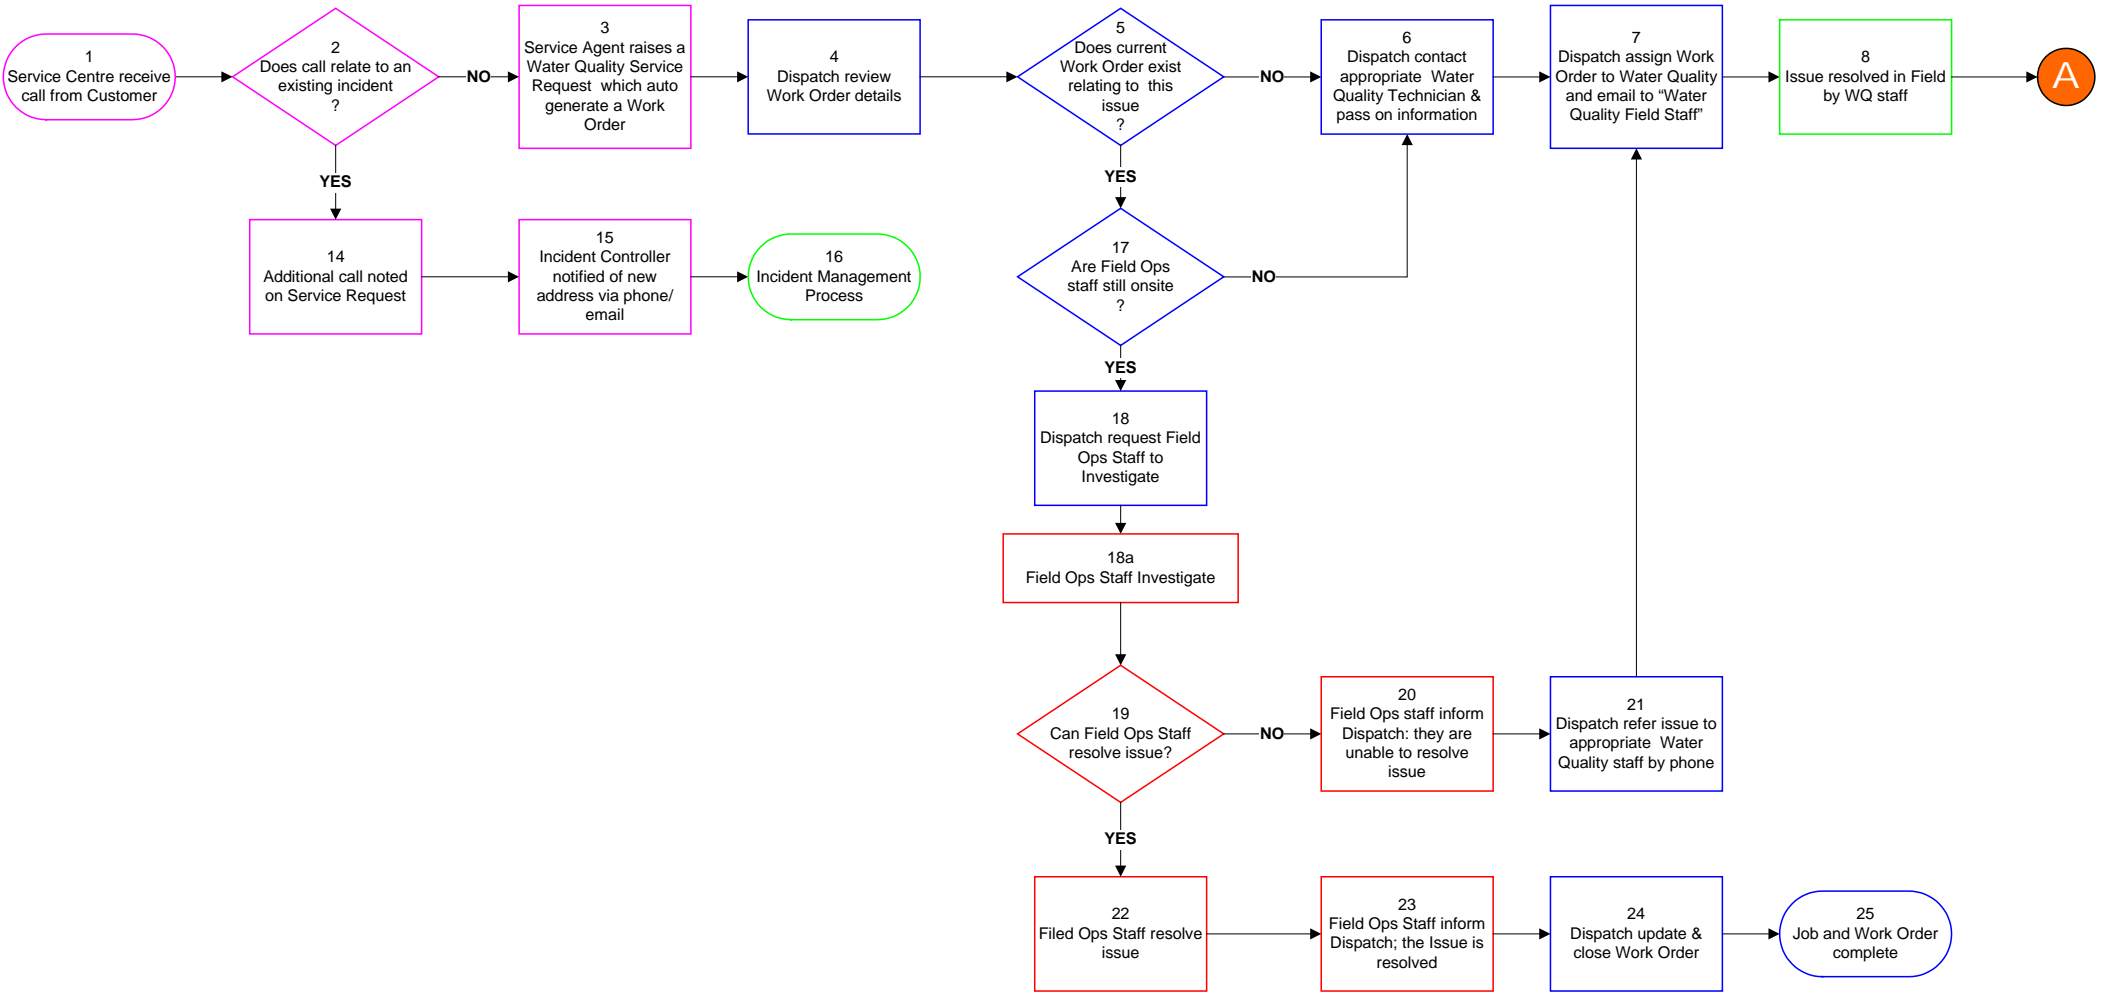 1
Service Centre receive
call from Customer
2
Does call relate to an
existing incident
?
NO
3
Service Agent raises a
Water Quality Service
Request which auto
generate a Work
Order
4
Dispatch review
Work Order details
5
Does current
Work Order exist
relating to this
issue
?
NO
6
Dispatch contact
appropriate Water
Quality Technician &
pass on information
7
Dispatch assign Work
Order to Water Quality
and email to “Water
Quality Field Staff”
8
Issue resolved in Field
by WQ staff
A
YES
YES
14
Additional call noted
on Service Request
15
Incident Controller
notified of new
address via phone/
email
16
Incident Management
Process
17
Are Field Ops
staff still onsite
?
NO
YES
18
Dispatch request Field
Ops Staff to
Investigate
18a
Field Ops Staff Investigate
19
Can Field Ops Staff
resolve issue?
NO
20
Field Ops staff inform
Dispatch: they are
unable to resolve
issue
21
Dispatch refer issue to
appropriate Water
Quality staff by phone
YES
22
Filed Ops Staff resolve
issue
23
Field Ops Staff inform
Dispatch; the Issue is
resolved
24
Dispatch update &
close Work Order
25
Job and Work Order
complete